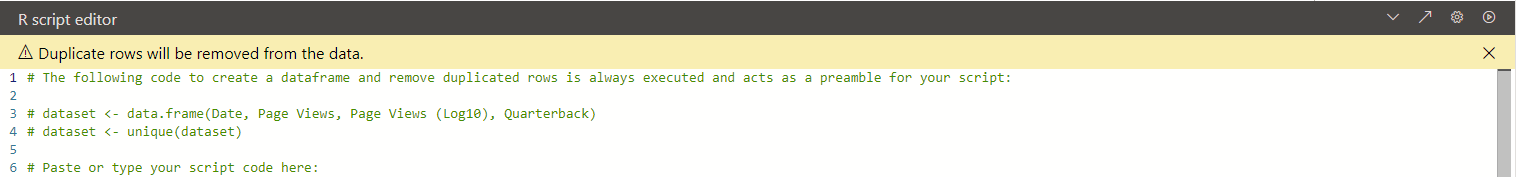 R script editor
Duplicate rows will be removed from the data.
1 # The following code to create a dataframe and remove duplicated rows is always executed and acts as a preamble for your script:
2
3 # dataset <- data.frame(Date, Page Views, Page Views (Log10), Quarterback)
4 # dataset <- unique(dataset)
5
6 # Paste or type your script code here: